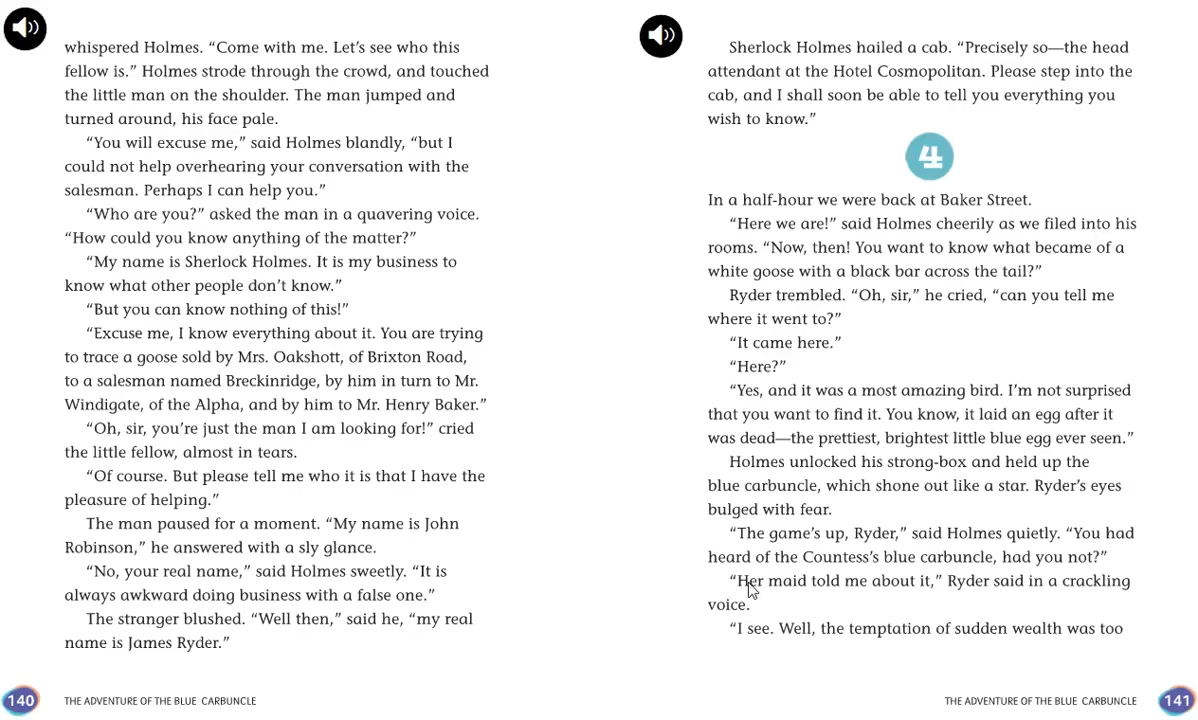 whispered Holmes. “Come with me. Let’s see who this
fellow is.” Holmes strode through the crowd, and touched
the little man on the shoulder. The man jumped and
turned around, his face pale.
“You will excuse me,” said Holmes blandly, “but I
could not help overhearing your conversation with the
salesman. Perhaps I can help you.”
“Who are you?” asked the man in a quavering voice.
“How could you know anything of the matter?”
“My name is Sherlock Holmes. It is my business to
know what other people don’t know.”
“But you can know nothing of this!”
“Excuse me, I know everything about it. You are trying
to trace a goose sold by Mrs. Oakshott, of Brixton Road,
to a salesman named Breckinridge, by him in turn to Mr.
Windigate, of the Alpha, and by him to Mr. Henry Baker.”
“Oh, sir, you’re just the man I am looking for!” cried
the little fellow, almost in tears.
“Of course. But please tell me who it is that I have the
pleasure of helping.”
The man paused for a moment. “My name is John
Robinson,” he answered with a sly glance.
“No, your real name,” said Holmes sweetly. “It is
always awkward doing business with a false one.”
The stranger blushed. “Well then,” said he, “my real
name is James Ryder.”
140 THE ADVENTURE OF THE BLUE CARBUNCLE
Sherlock Holmes hailed a cab. “Precisely so—the head
attendant at the Hotel Cosmopolitan. Please step into the
cab, and I shall soon be able to tell you everything you
wish to know.”
4
In a half-hour we were back at Baker Street.
“Here we are!” said Holmes cheerily as we filed into his
rooms. “Now, then! You want to know what became of a
white goose with a black bar across the tail?”
Ryder trembled. “Oh, sir,” he cried, “can you tell me
where it went to?”
“It came here.”
“Here?”
“Yes, and it was a most amazing bird. I’m not surprised
that you want to find it. You know, it laid an egg after it
was dead—the prettiest, brightest little blue egg ever seen.”
Holmes unlocked his strong-box and held up the
blue carbuncle, which shone out like a star. Ryder’s eyes
bulged with fear.
“The game’s up, Ryder,” said Holmes quietly. “You had
heard of the Countess’s blue carbuncle, had you not?”
“Her maid told me about it,” Ryder said in a crackling
voice.
“I see. Well, the temptation of sudden wealth was too
THE ADVENTURE OF THE BLUE CARBUNCLE 141